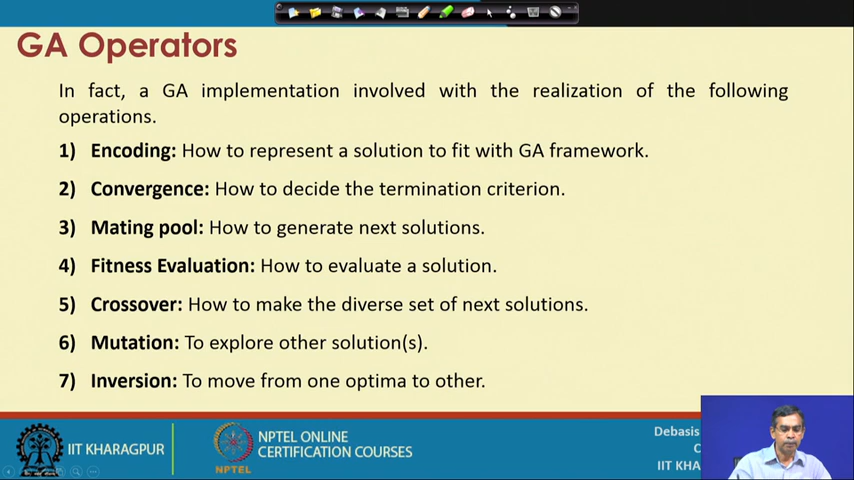 GA Operators
In fact, a GA implementation involved with the realization of the following
operations.
1) Encoding: How to represent a solution to fit with GA framework.
2) Convergence: How to decide the termination criterion.
3) Mating pool: How to generate next solutions.
4) Fitness Evaluation: How to evaluate a solution.
5) Crossover: How to make the diverse set of next solutions.
6) Mutation: To explore other solution(s).
7) Inversion: To move from one optima to other.
IIT KHARAGPUR
NPTEL
NPTEL ONLINE
CERTIFICATION COURSES
Debasis
C
IIT KHA